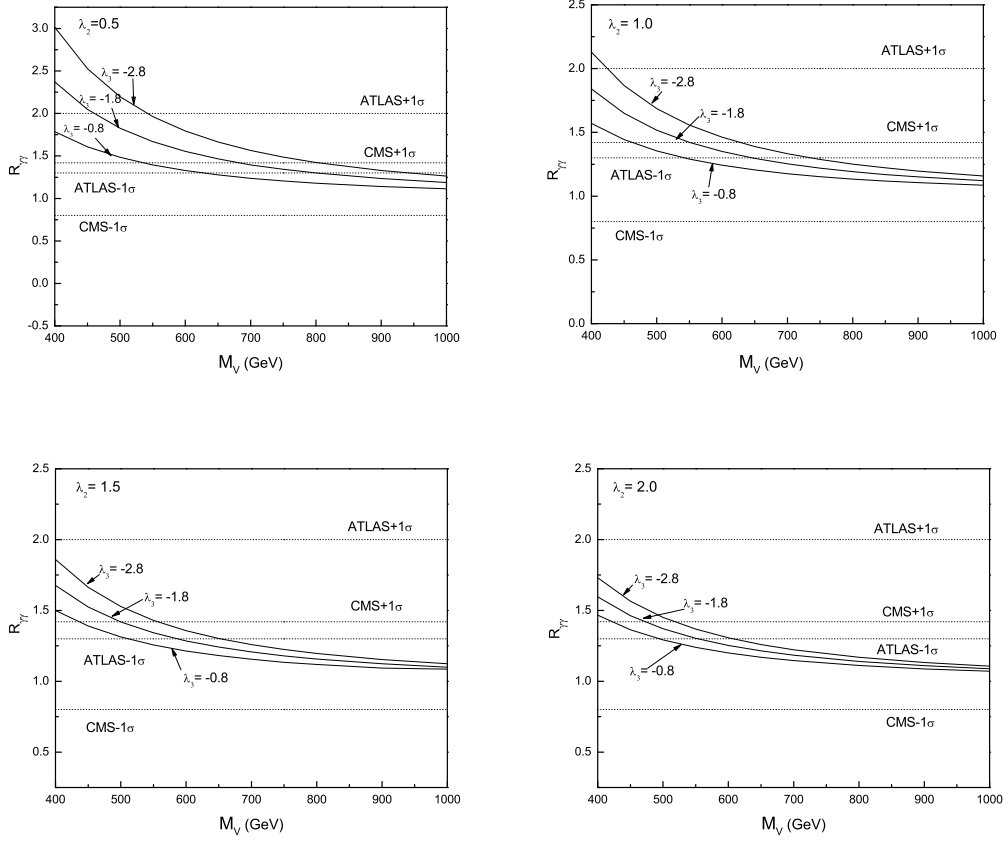 λ₂=0.5
λ₃= -2.8
λ₃= -1.8
λ₃= -0.8
ATLAS+1σ
CMS+1σ
ATLAS-1σ
CMS-1σ
3.0
2.5
2.0
1.5
1.0
0.5
0.0
-0.5
R_γγ
400 500 600 700 800 900 1000
M_V (GeV)
λ₂= 1.0
ATLAS+1σ
λ₃= -2.8
λ₃= -1.8
CMS+1σ
ATLAS-1σ
λ₃= -0.8
CMS-1σ
2.5
2.0
1.5
1.0
0.5
0.0
R_γγ
400 500 600 700 800 900 1000
M_V (GeV)
λ₂= 1.5
ATLAS+1σ
λ₃= -2.8
λ₃= -1.8
CMS+1σ
ATLAS-1σ
λ₃= -0.8
CMS-1σ
2.5
2.0
1.5
1.0
0.5
R_γγ
400 500 600 700 800 900 1000
M_V (GeV)
λ₂= 2.0
ATLAS+1σ
λ₃= -2.8
λ₃= -1.8
CMS+1σ
ATLAS-1σ
λ₃= -0.8
CMS-1σ
2.5
2.0
1.5
1.0
0.5
R_γγ
400 500 600 700 800 900 1000
M_V (GeV)